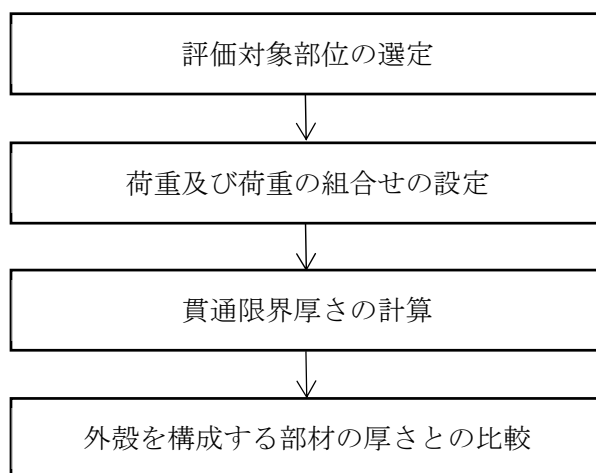 評価対象部位の選定
荷重及び荷重の組合せの設定
貫通限界厚さの計算
外殻を構成する部材の厚さとの比較